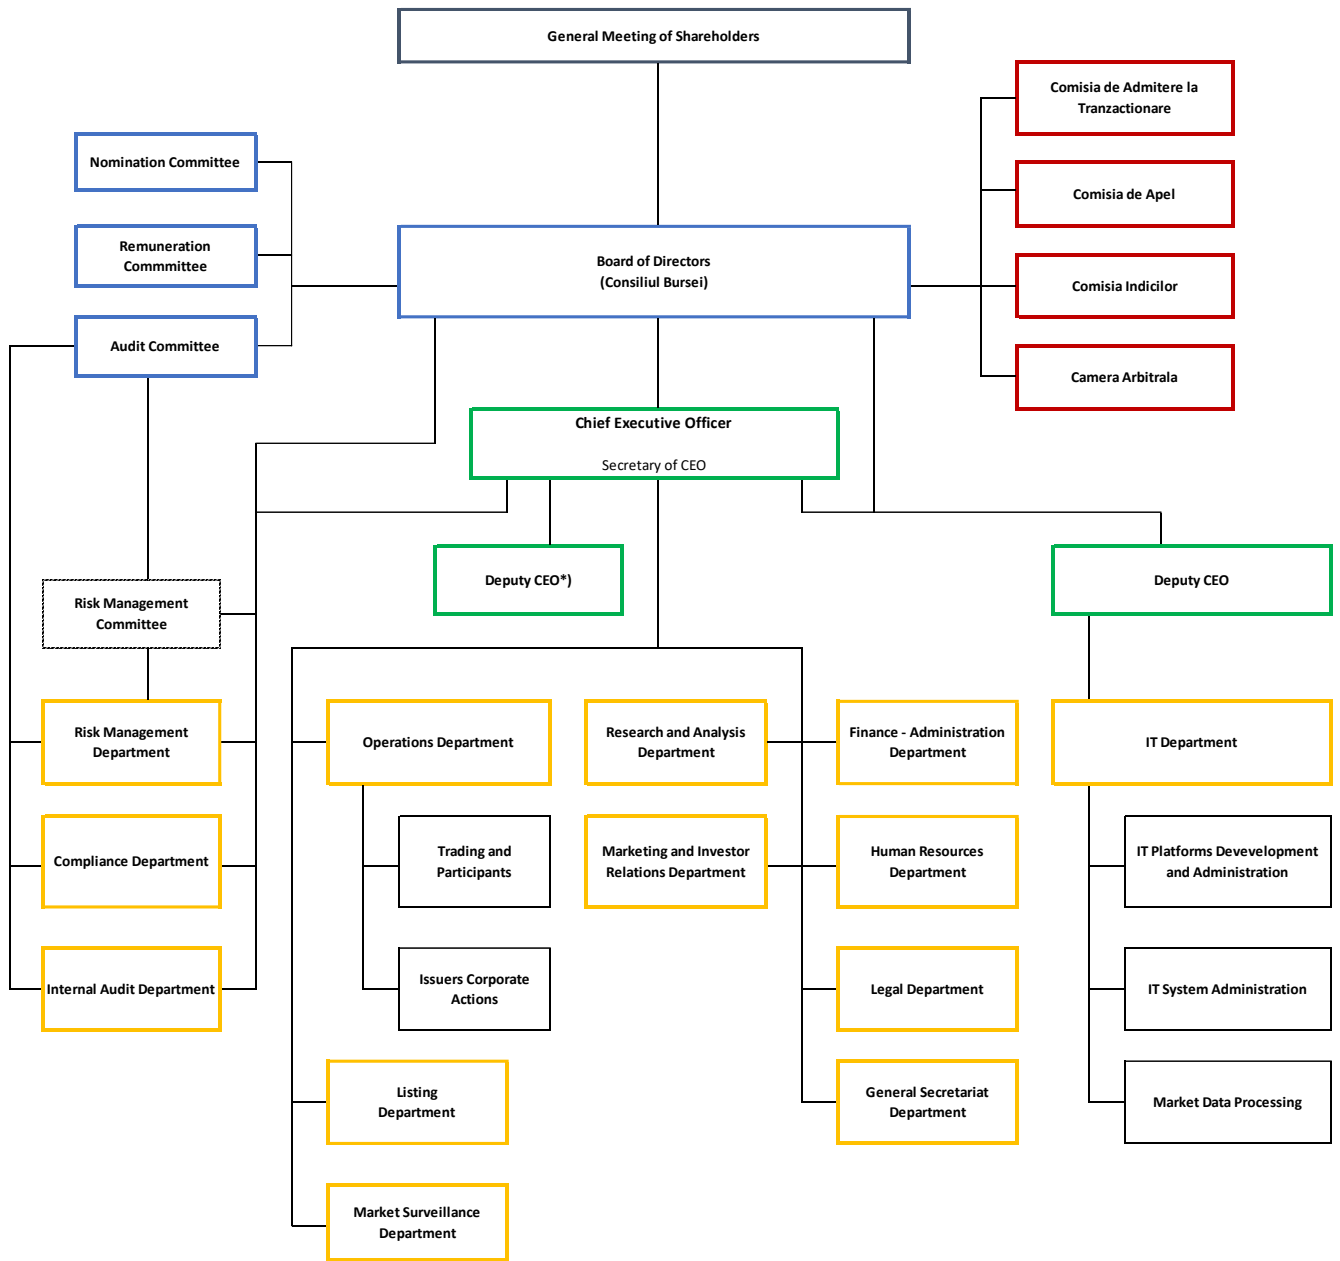 General Meeting of Shareholders
Comisia de Admitere la
Tranzactionare
Nomination Committee
Comisia de Apel
Remuneration
Commmittee
Board of Directors
(Consiliul Bursei)
Comisia Indicilor
Audit Committee
Camera Arbitrala
Chief Executive Officer
Secretary of CEO
Deputy CEO*)
Deputy CEO
Risk Management
Committee
Risk Management
Department
Operations Department
Research and Analysis
Department
Finance - Administration
Department
IT Department
Compliance Department
Trading and
Participants
Marketing and Investor
Relations Department
Human Resources
Department
IT Platforms Devevelopment
and Administration
Internal Audit Department
Issuers Corporate
Actions
Legal Department
IT System Administration
Listing
Department
General Secretariat
Department
Market Data Processing
Market Surveillance
Department